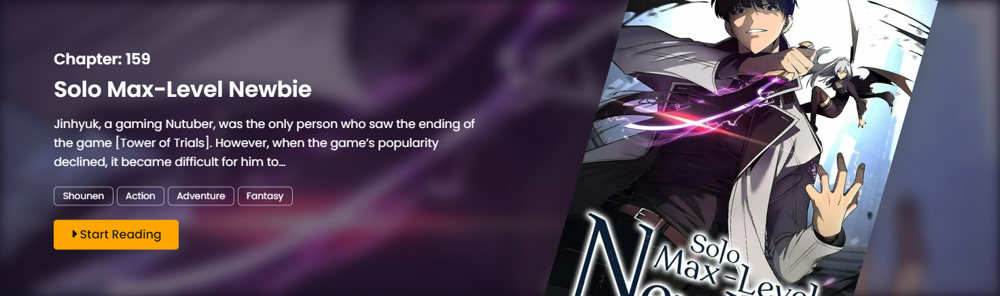 Chapter: 159
Solo Max-Level Newbie
Jinhyuk, a gaming Nutuber, was the only person who saw the ending of
the game [Tower of Trials]. However, when the game’s popularity
declined, it became difficult for him to...
Shounen Action Adventure Fantasy
Start Reading
Solo
Max-Level